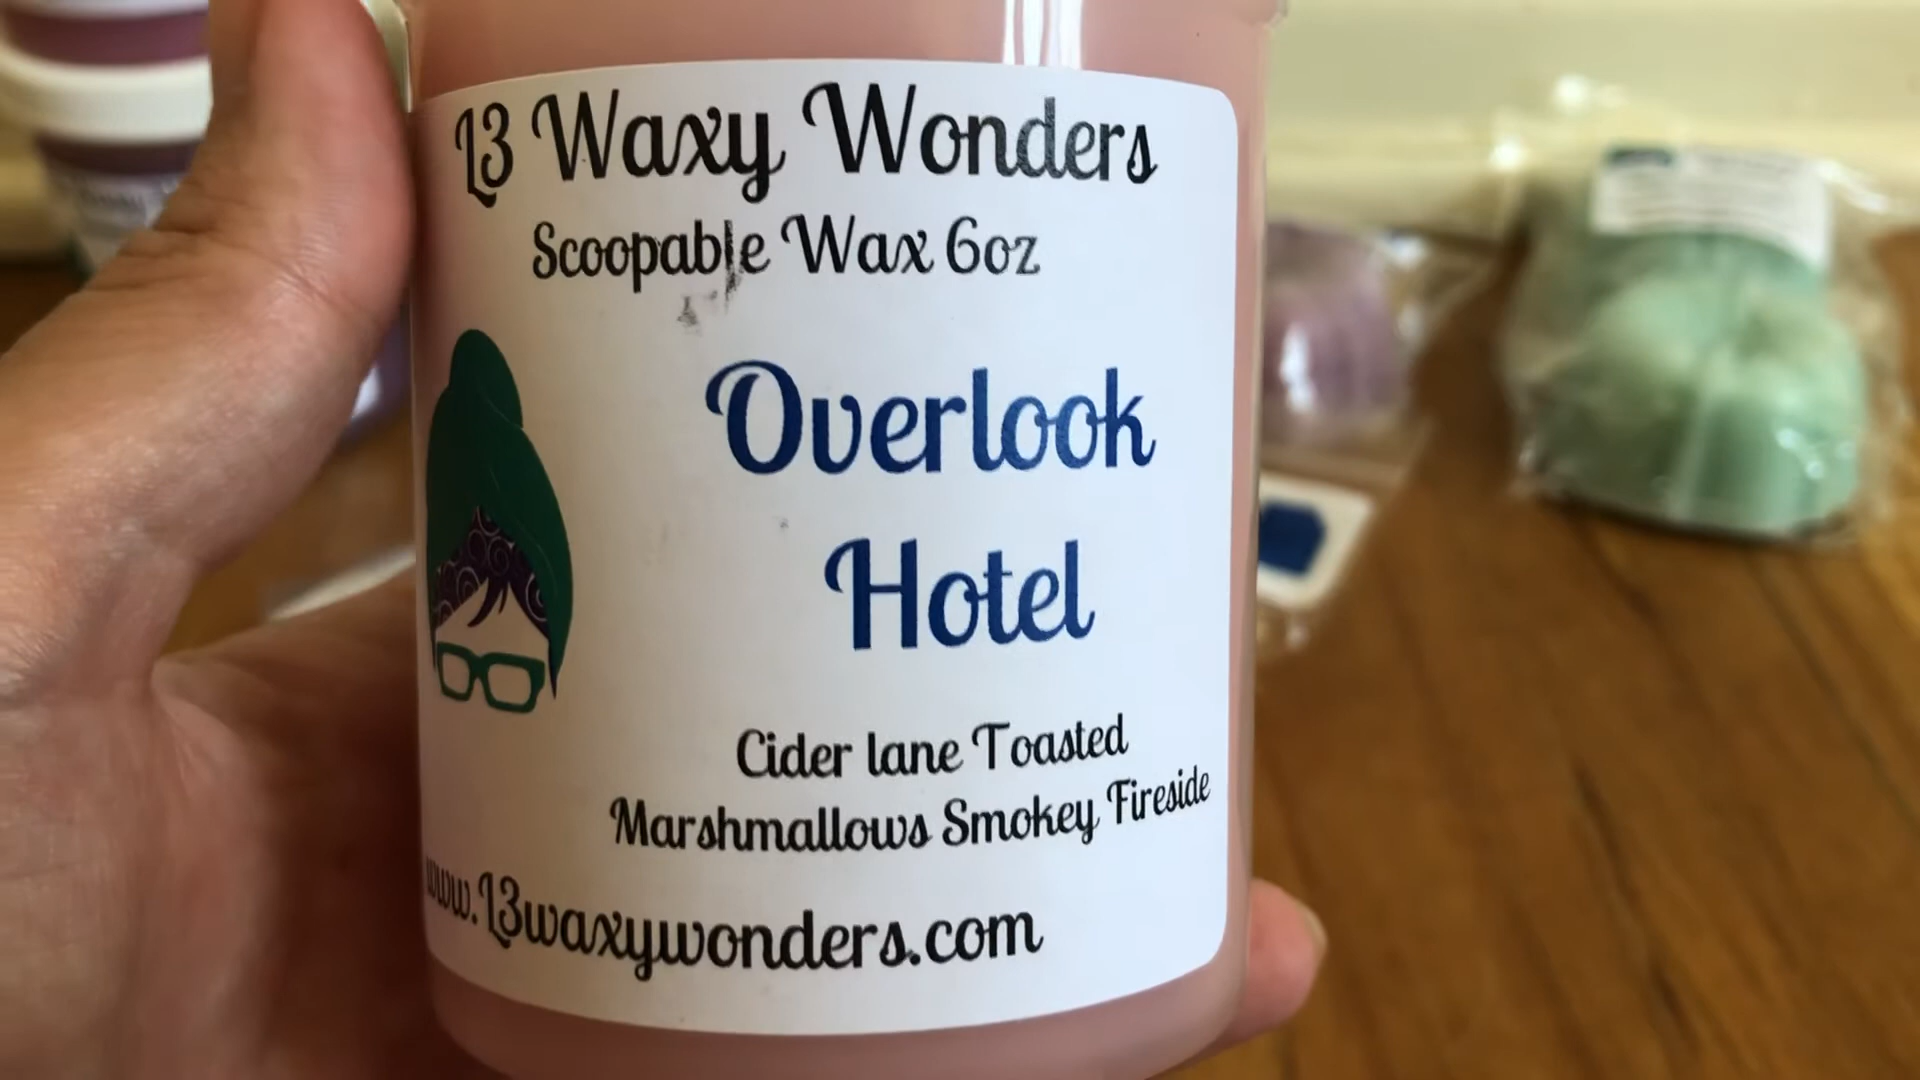 L3 Waxy Wonders
Scoopable Wax 6oz
Overlook
Hotel
Cider lane Toasted
Marshmallows Smokey Fireside
www.L3waxywonders.com